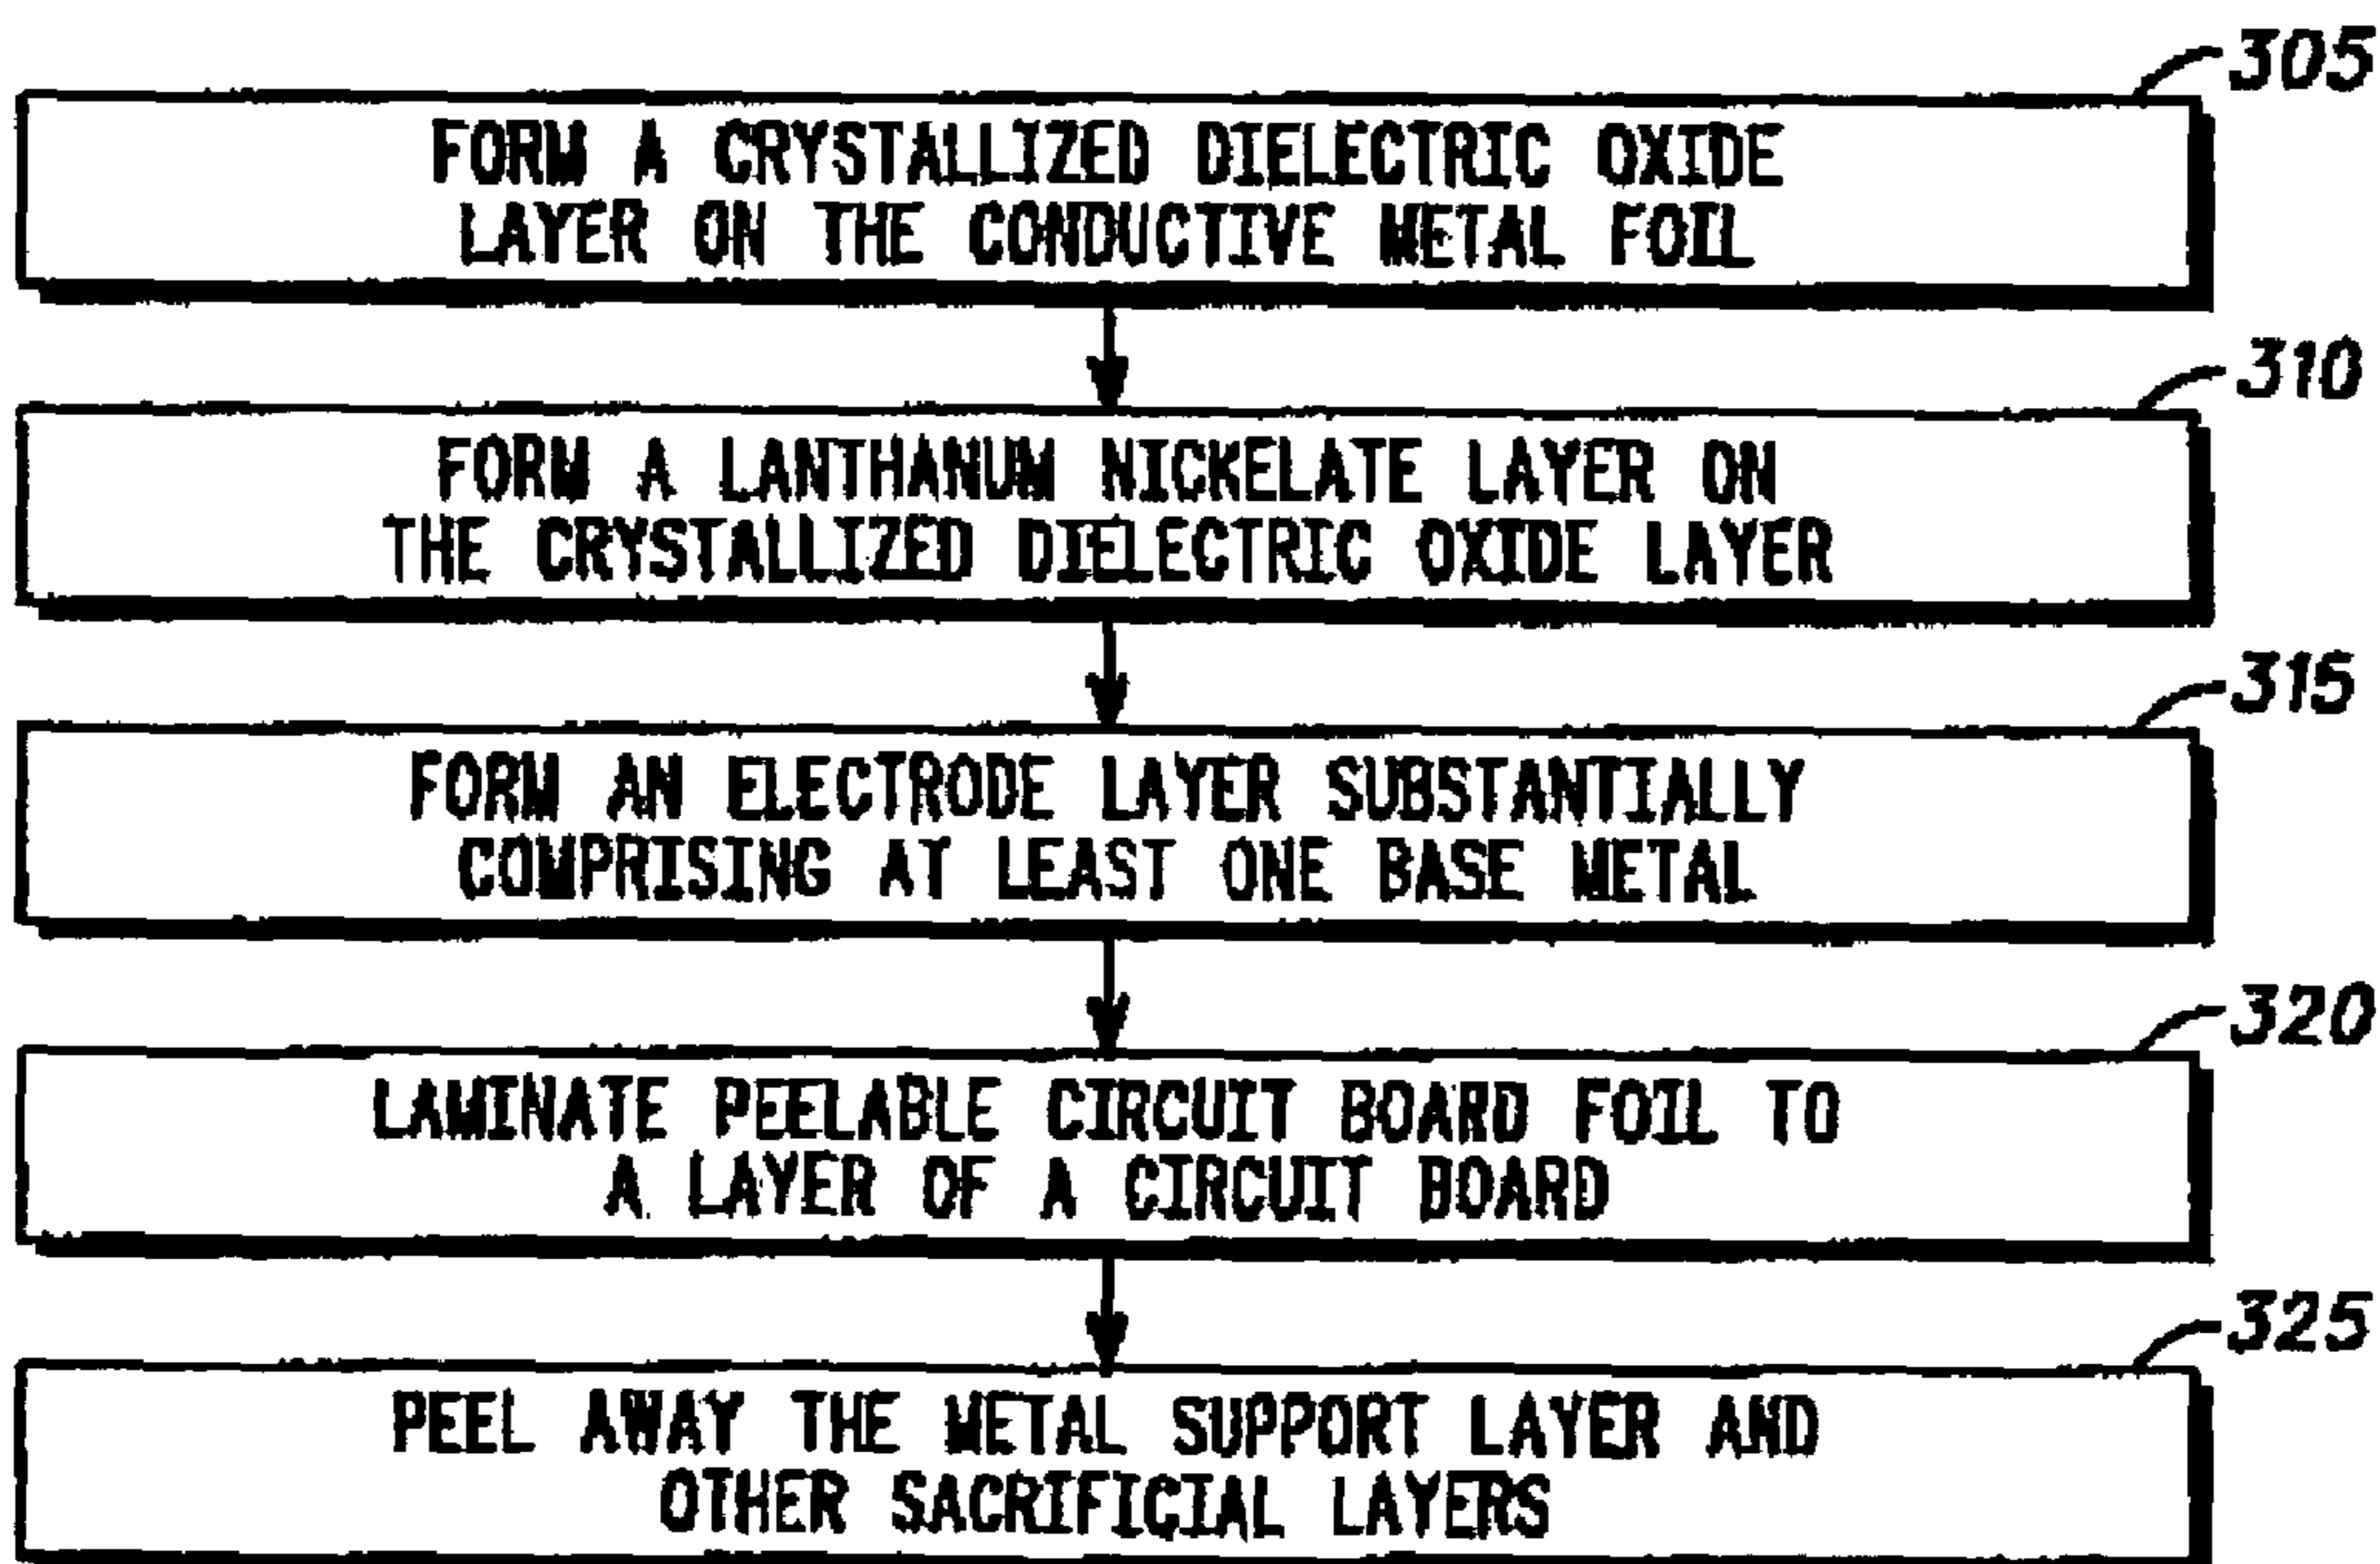 305
FORM A CRYSTALLIZED DIELECTRIC OXIDE
LAYER ON THE CONDUCTIVE METAL FOIL
310
FORM A LANTHANUM NICKELATE LAYER ON
THE CRYSTALLIZED DIELECTRIC OXIDE LAYER
315
FORM AN ELECTRODE LAYER SUBSTANTIALLY
COMPRISING AT LEAST ONE BASE METAL
320
LAMINATE PEELABLE CIRCUIT BOARD FOIL TO
A LAYER OF A CIRCUIT BOARD
325
PEEL AWAY THE METAL SUPPORT LAYER AND
OTHER SACRIFICIAL LAYERS